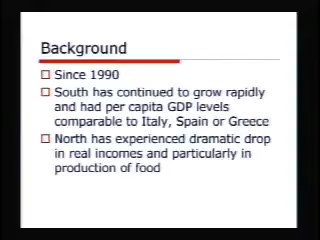 Background
Since 1990
South has continued to grow rapidly
and had per capita GDP levels
comparable to Italy, Spain or Greece
North has experienced dramatic drop
in real incomes and particularly in
production of food